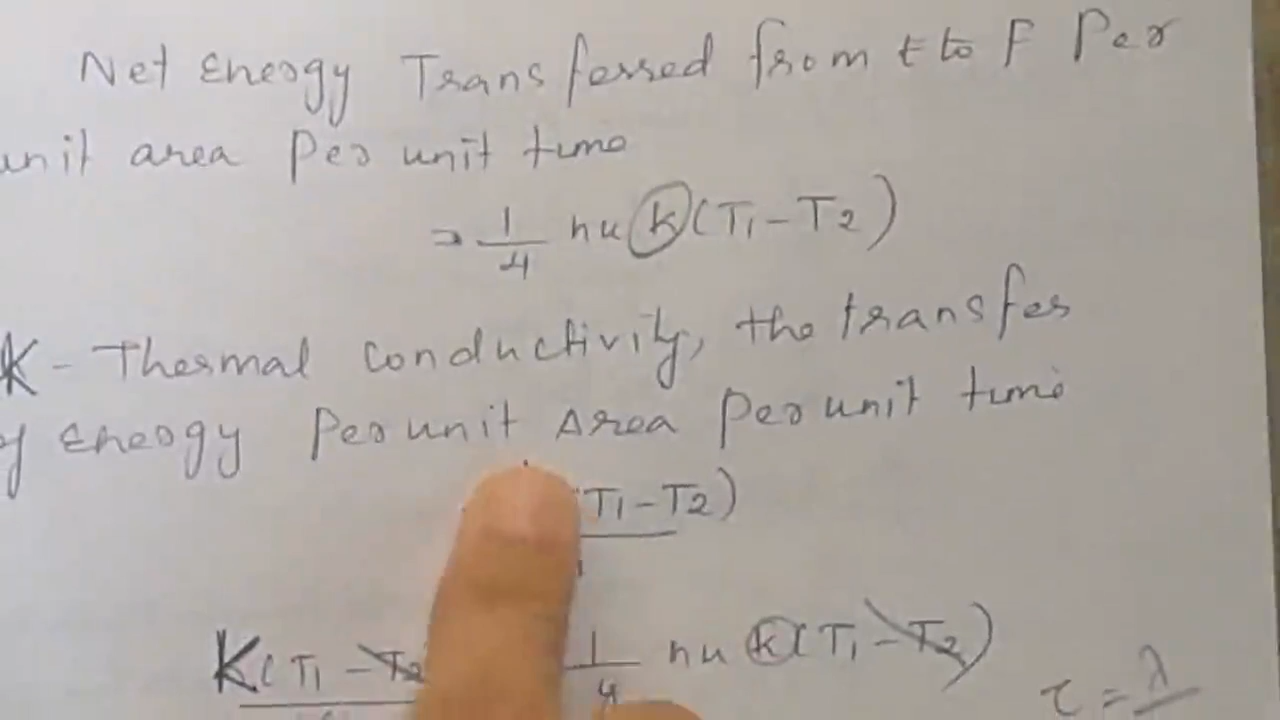 Net Energy Transferred from E to F Per
unit area Per unit time
= 1/4 nu k (T1 - T2)
K - Thermal conductivity, the transfer
of Energy Per unit Area Per unit time
(T1 - T2)
K(T1 - T2 1/4 nu k(T1 - T2)
τ = λ